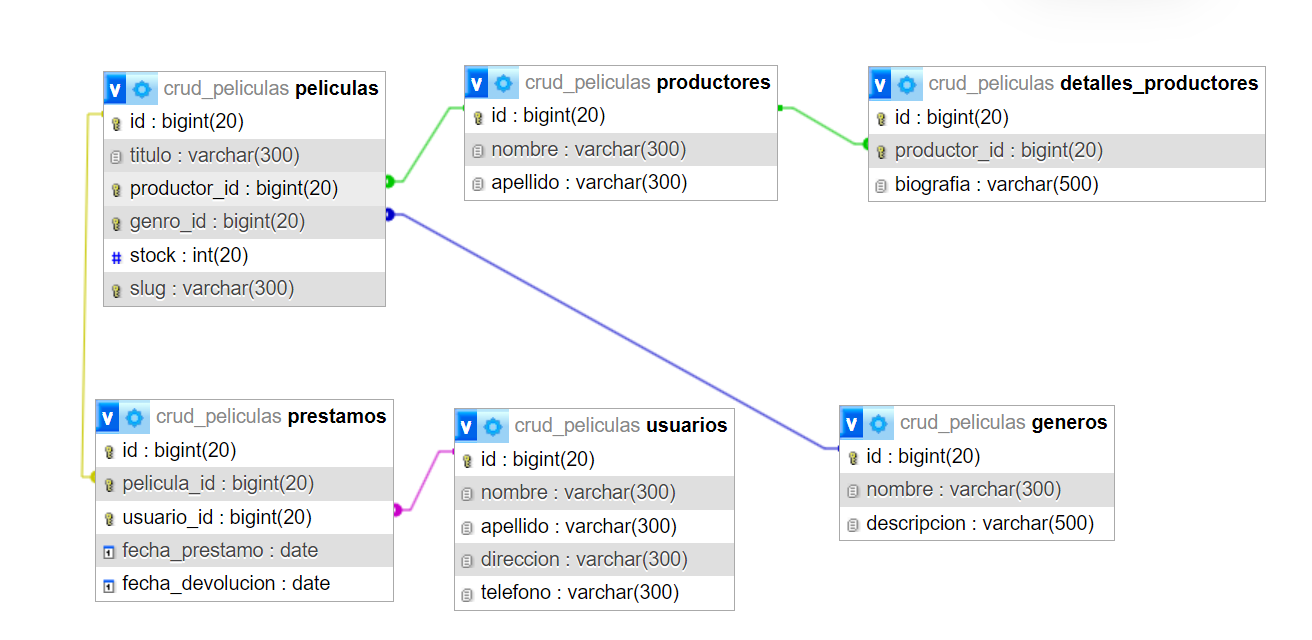 crud_peliculas peliculas
id : bigint(20)
titulo : varchar(300)
productor_id : bigint(20)
genro_id : bigint(20)
# stock : int(20)
slug : varchar(300)
crud_peliculas productores
id : bigint(20)
nombre : varchar(300)
apellido : varchar(300)
crud_peliculas detalles_productores
id : bigint(20)
productor_id : bigint(20)
biografia : varchar(500)
crud_peliculas prestamos
id : bigint(20)
pelicula_id : bigint(20)
usuario_id : bigint(20)
fecha_prestamo : date
fecha_devolucion : date
crud_peliculas usuarios
id : bigint(20)
nombre : varchar(300)
apellido : varchar(300)
direccion : varchar(300)
telefono : varchar(300)
crud_peliculas generos
id : bigint(20)
nombre : varchar(300)
descripcion : varchar(500)